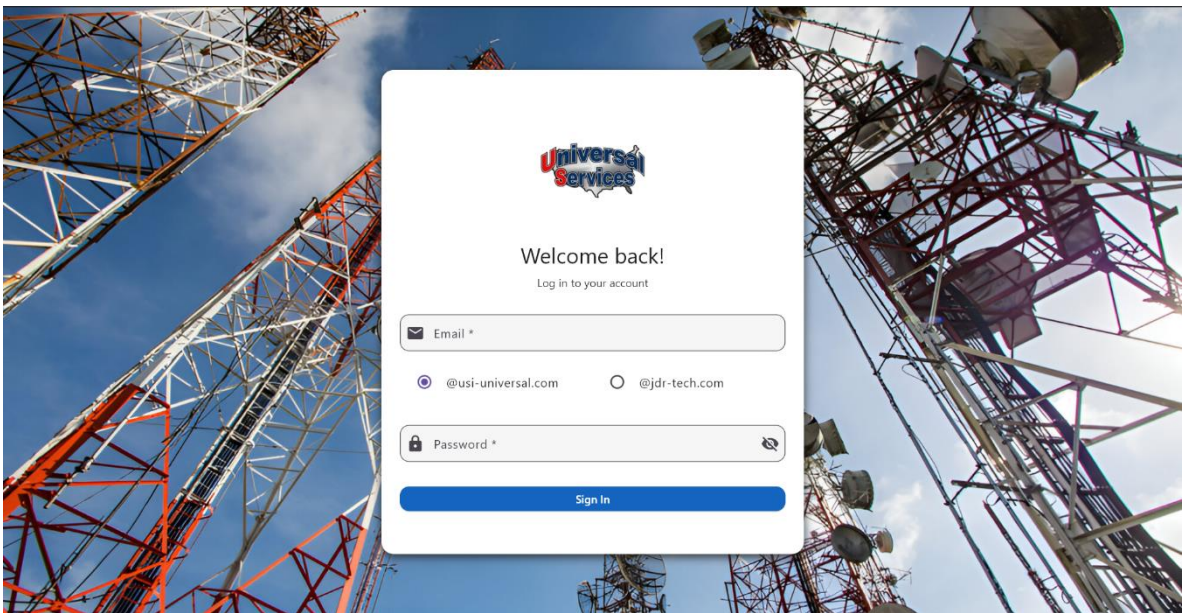 Universal
Services
Welcome back!
Log in to your account
Email *
@usi-universal.com @jdr-tech.com
Password *
Sign In